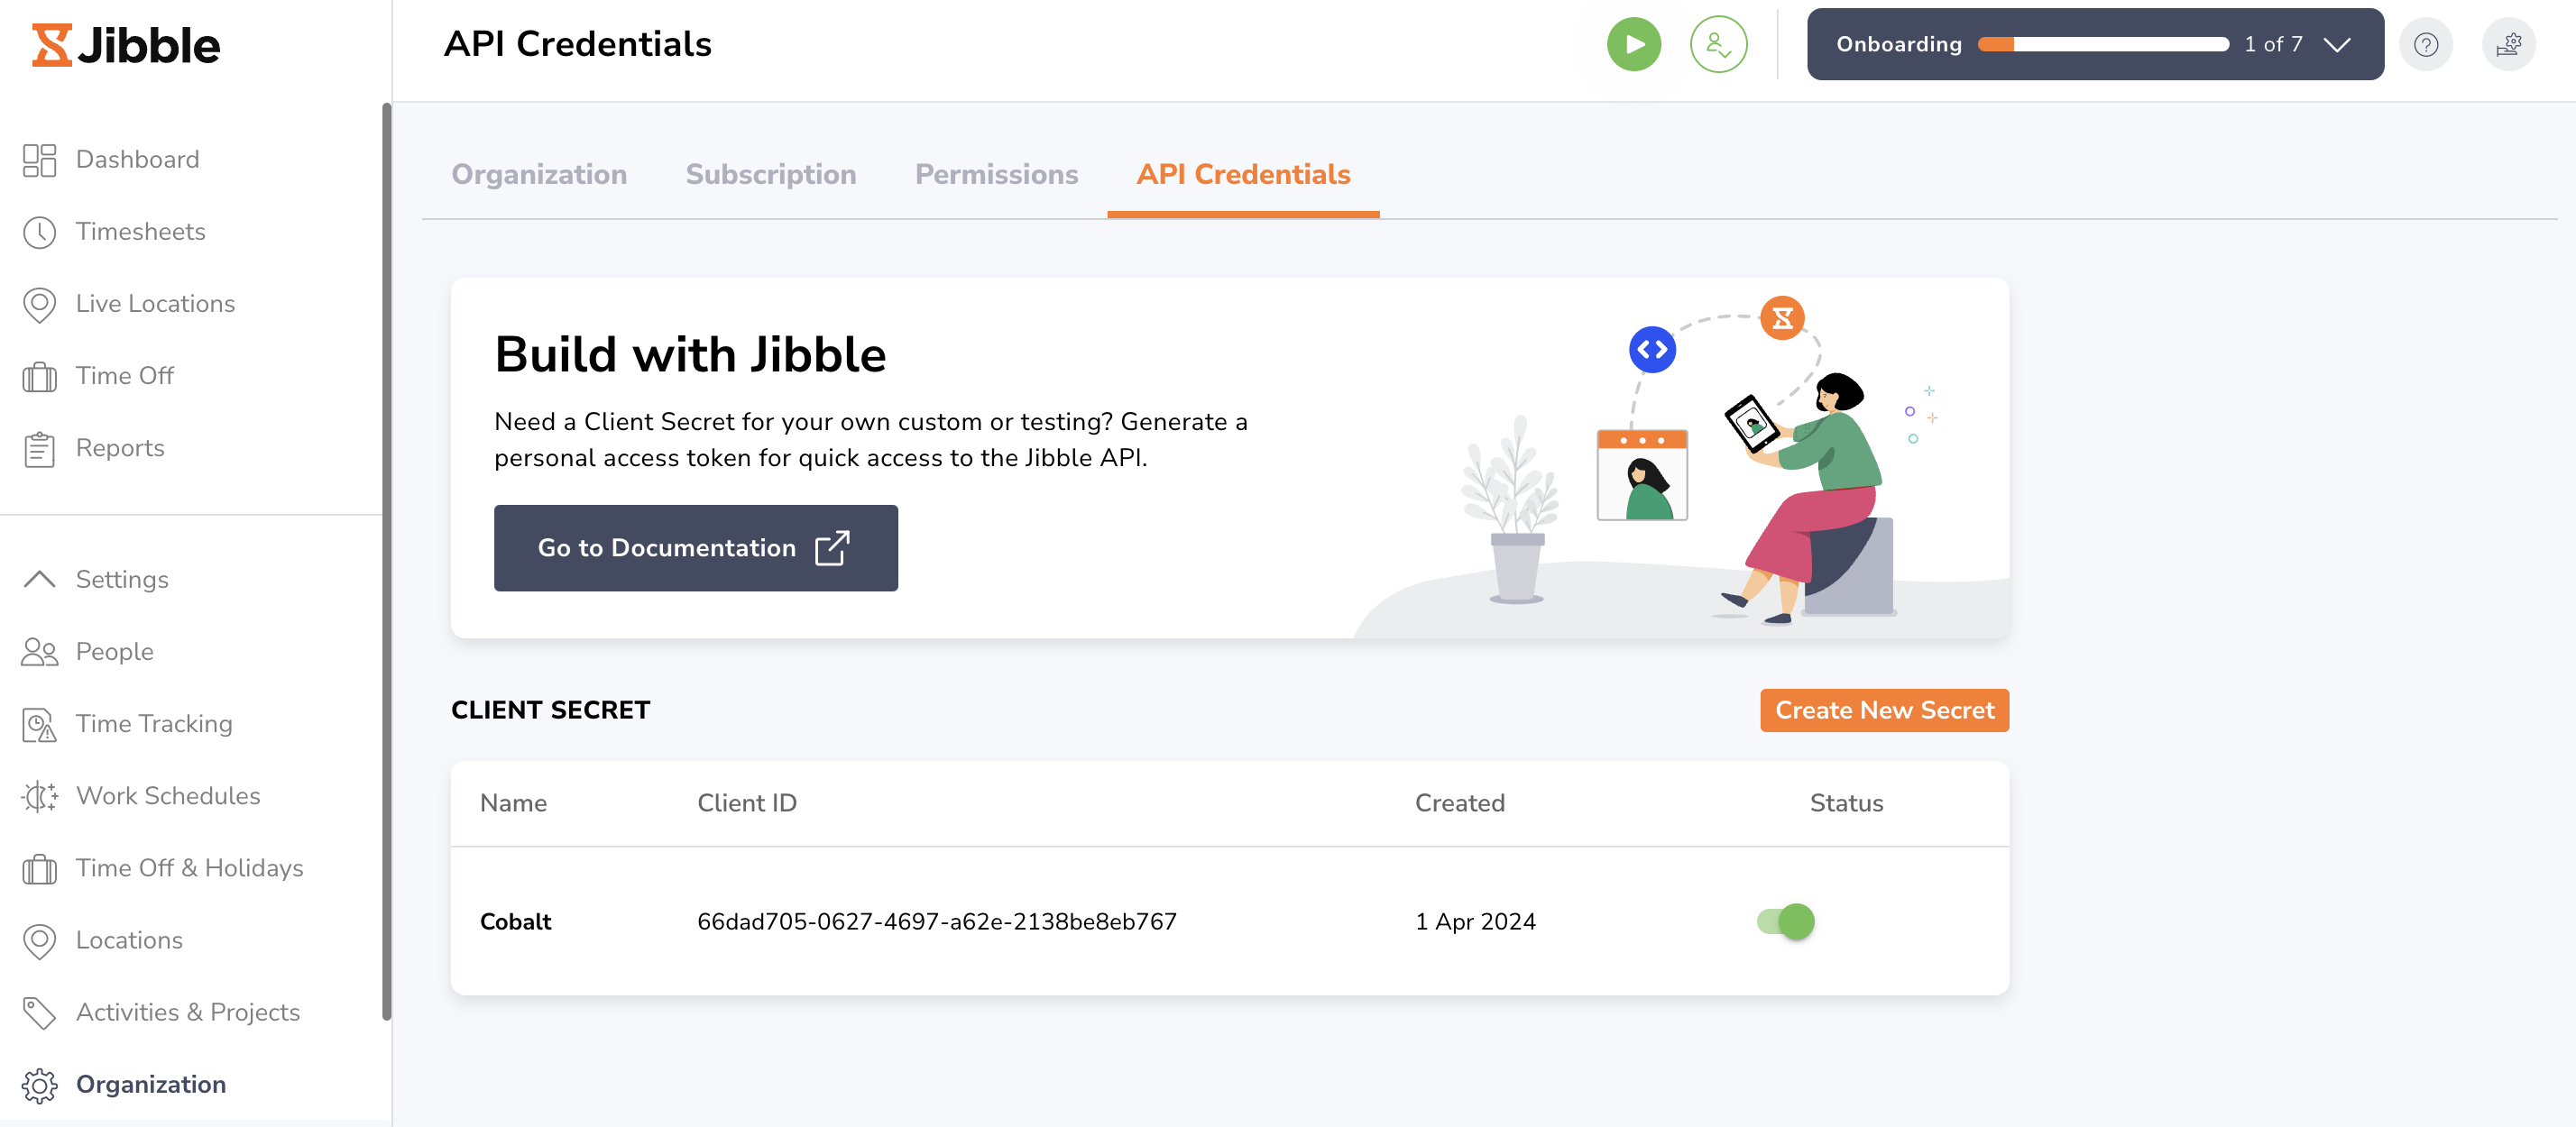 Jibble
API Credentials
Onboarding 1 of 7
Dashboard
Timesheets
Live Locations
Time Off
Reports
Settings
People
Time Tracking
Work Schedules
Time Off & Holidays
Locations
Activities & Projects
Organization
Organization Subscription Permissions API Credentials
Build with Jibble
Need a Client Secret for your own custom or testing? Generate a
personal access token for quick access to the Jibble API.
Go to Documentation
CLIENT SECRET
Create New Secret
Name Client ID Created Status
Cobalt 66dad705-0627-4697-a62e-2138be8eb767 1 Apr 2024